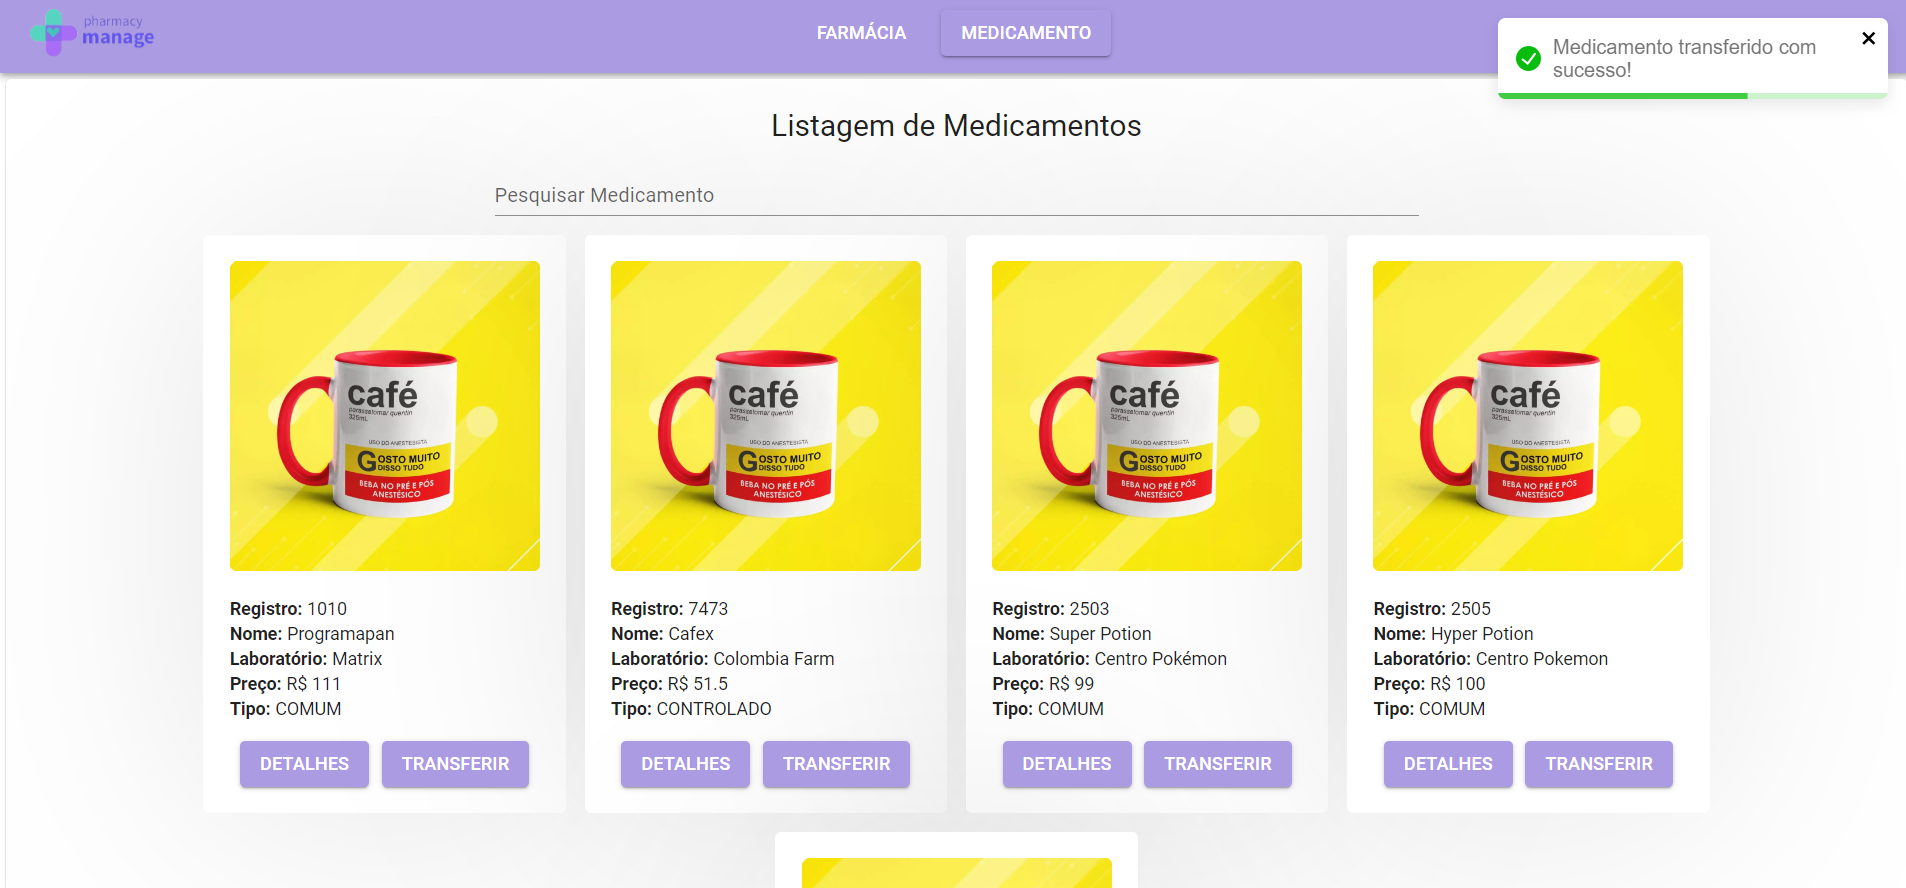 pharmacy
manage
FARMÁCIA
MEDICAMENTO
Medicamento transferido com
sucesso!
Listagem de Medicamentos
Pesquisar Medicamento
café
parassetomar quentin
325mL
USO DO ANESTESISTA
GOSTO MUITO
DISSO TUDO
BEBA NO PRÉ E PÓS
ANESTÉSICO
Registro: 1010
Nome: Programapan
Laboratório: Matrix
Preço: R$ 111
Tipo: COMUM
DETALHES
TRANSFERIR
café
parassetomar quentin
325mL
USO DO ANESTESISTA
GOSTO MUITO
DISSO TUDO
BEBA NO PRÉ E PÓS
ANESTÉSICO
Registro: 7473
Nome: Cafex
Laboratório: Colombia Farm
Preço: R$ 51.5
Tipo: CONTROLADO
DETALHES
TRANSFERIR
café
parassetomar quentin
325mL
USO DO ANESTESISTA
GOSTO MUITO
DISSO TUDO
BEBA NO PRÉ E PÓS
ANESTÉSICO
Registro: 2503
Nome: Super Potion
Laboratório: Centro Pokémon
Preço: R$ 99
Tipo: COMUM
DETALHES
TRANSFERIR
café
parassetomar quentin
325mL
USO DO ANESTESISTA
GOSTO MUITO
DISSO TUDO
BEBA NO PRÉ E PÓS
ANESTÉSICO
Registro: 2505
Nome: Hyper Potion
Laboratório: Centro Pokemon
Preço: R$ 100
Tipo: COMUM
DETALHES
TRANSFERIR